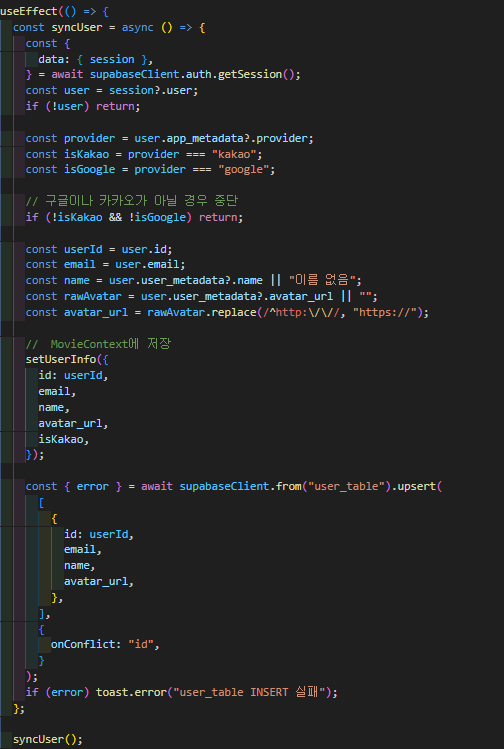 useEffect(() => {
  const syncUser = async () => {
    const {
      data: { session },
    } = await supabaseClient.auth.getSession();
    const user = session?.user;
    if (!user) return;

    const provider = user.app_metadata?.provider;
    const isKakao = provider === "kakao";
    const isGoogle = provider === "google";

    // 구글이나 카카오가 아닐 경우 중단
    if (!isKakao && !isGoogle) return;

    const userId = user.id;
    const email = user.email;
    const name = user.user_metadata?.name || "이름 없음";
    const rawAvatar = user.user_metadata?.avatar_url || "";
    const avatar_url = rawAvatar.replace(/^http:\/\//, "https://");

    //  MovieContext에 저장
    setUserInfo({
      id: userId,
      email,
      name,
      avatar_url,
      isKakao,
    });

    const { error } = await supabaseClient.from("user_table").upsert(
      [
        {
          id: userId,
          email,
          name,
          avatar_url,
        },
      ],
      {
        onConflict: "id",
      }
    );
    if (error) toast.error("user_table INSERT 실패");
  };

  syncUser();